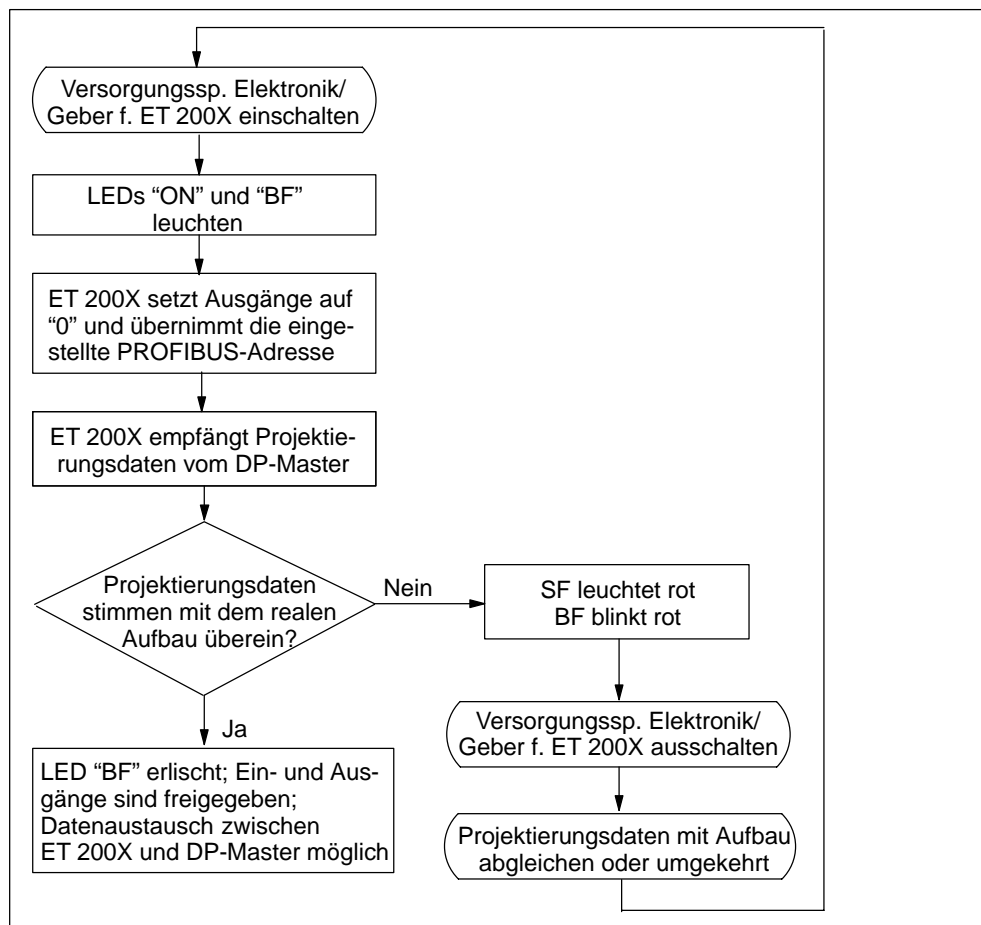 Versorgungssp. Elektronik/
Geber f. ET 200X einschalten
LEDs “ON” und “BF”
leuchten
ET 200X setzt Ausgänge auf
“0” und übernimmt die einge-
stellte PROFIBUS-Adresse
ET 200X empfängt Projektie-
rungsdaten vom DP-Master
Projektierungsdaten
stimmen mit dem realen
Aufbau überein?
Nein
SF leuchtet rot
BF blinkt rot
Versorgungssp. Elektronik/
Geber f. ET 200X ausschalten
Projektierungsdaten mit Aufbau
abgleichen oder umgekehrt
Ja
LED “BF” erlischt; Ein- und Aus-
gänge sind freigegeben;
Datenaustausch zwischen
ET 200X und DP-Master möglich